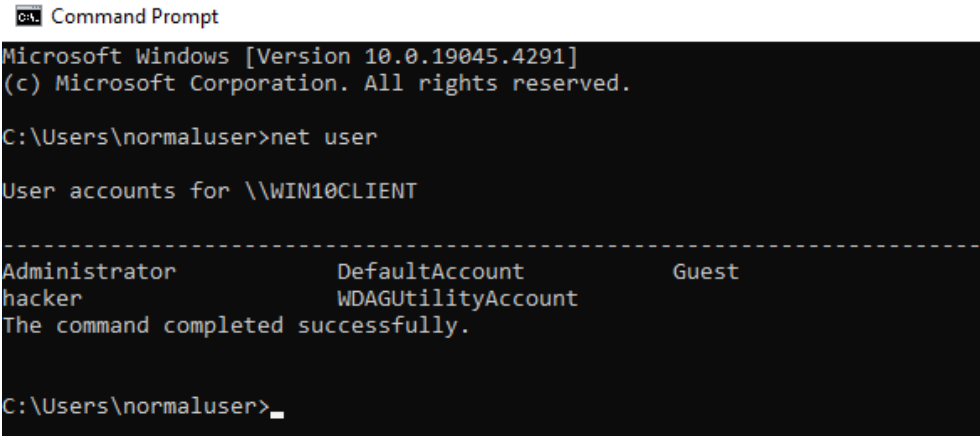 Command Prompt
Microsoft Windows [Version 10.0.19045.4291]
(c) Microsoft Corporation. All rights reserved.
C:\Users\normaluser>net user
User accounts for \\WIN10CLIENT
-------------------------------------------------------------------------
Administrator            DefaultAccount           Guest
hacker                   WDAGUtilityAccount
The command completed successfully.
C:\Users\normaluser>